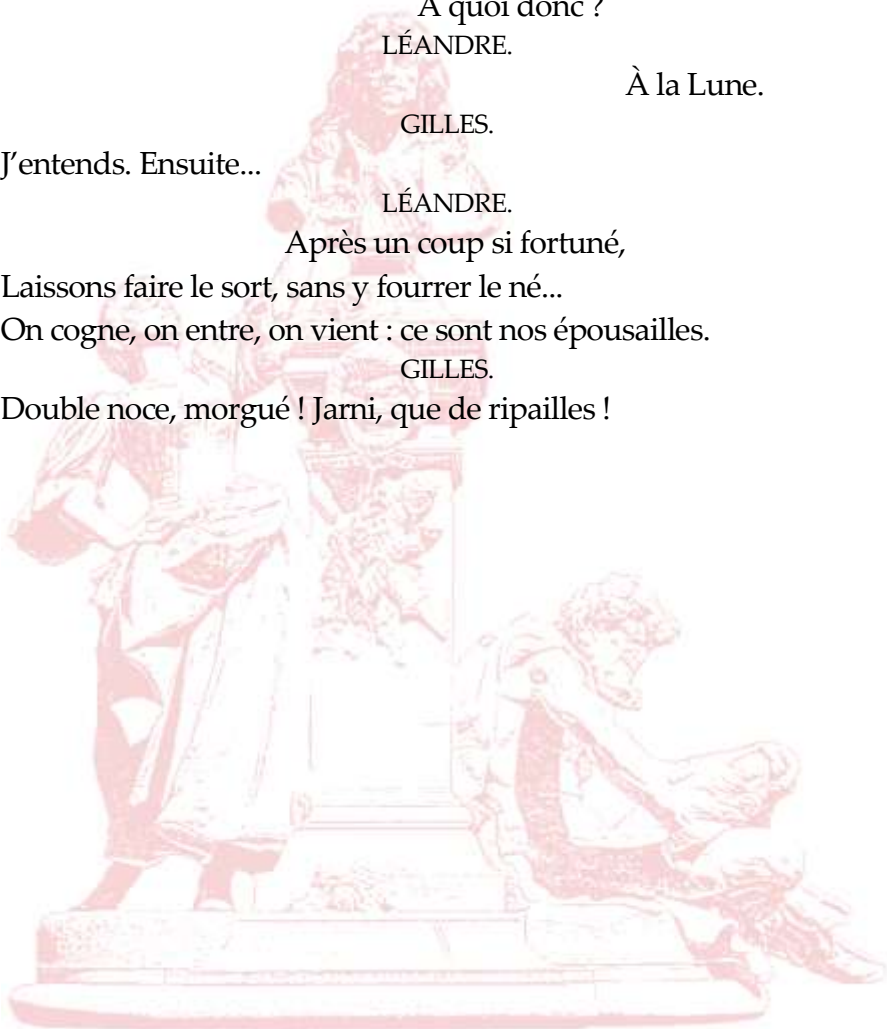 À quoi donc ?
LÉANDRE.
À la Lune.
GILLES.
J’entends. Ensuite...
LÉANDRE.
Après un coup si fortuné,
Laissons faire le sort, sans y fourrer le né...
On cogne, on entre, on vient : ce sont nos épousailles.
GILLES.
Double noce, morgué ! Jarni, que de ripailles !